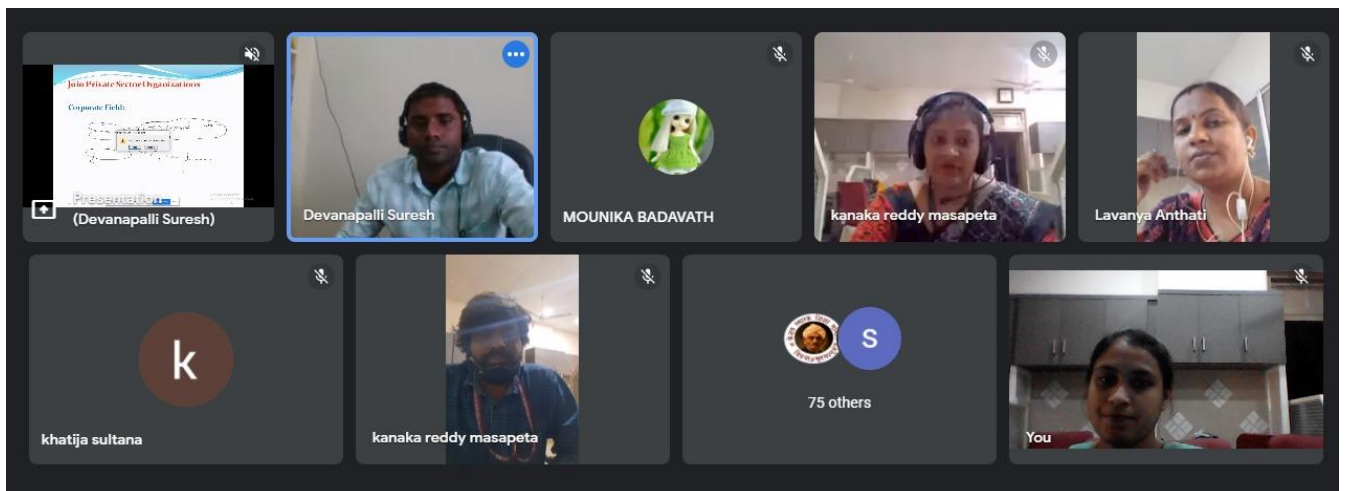 Join Private Sector Organizations
Corporate Field:
Presentation
(Devanapalli Suresh)
Devanapalli Suresh
MOUNIKA BADAVATH
kanaka reddy masapeta
Lavanya Anthati
k
khatija sultana
kanaka reddy masapeta
S
75 others
You